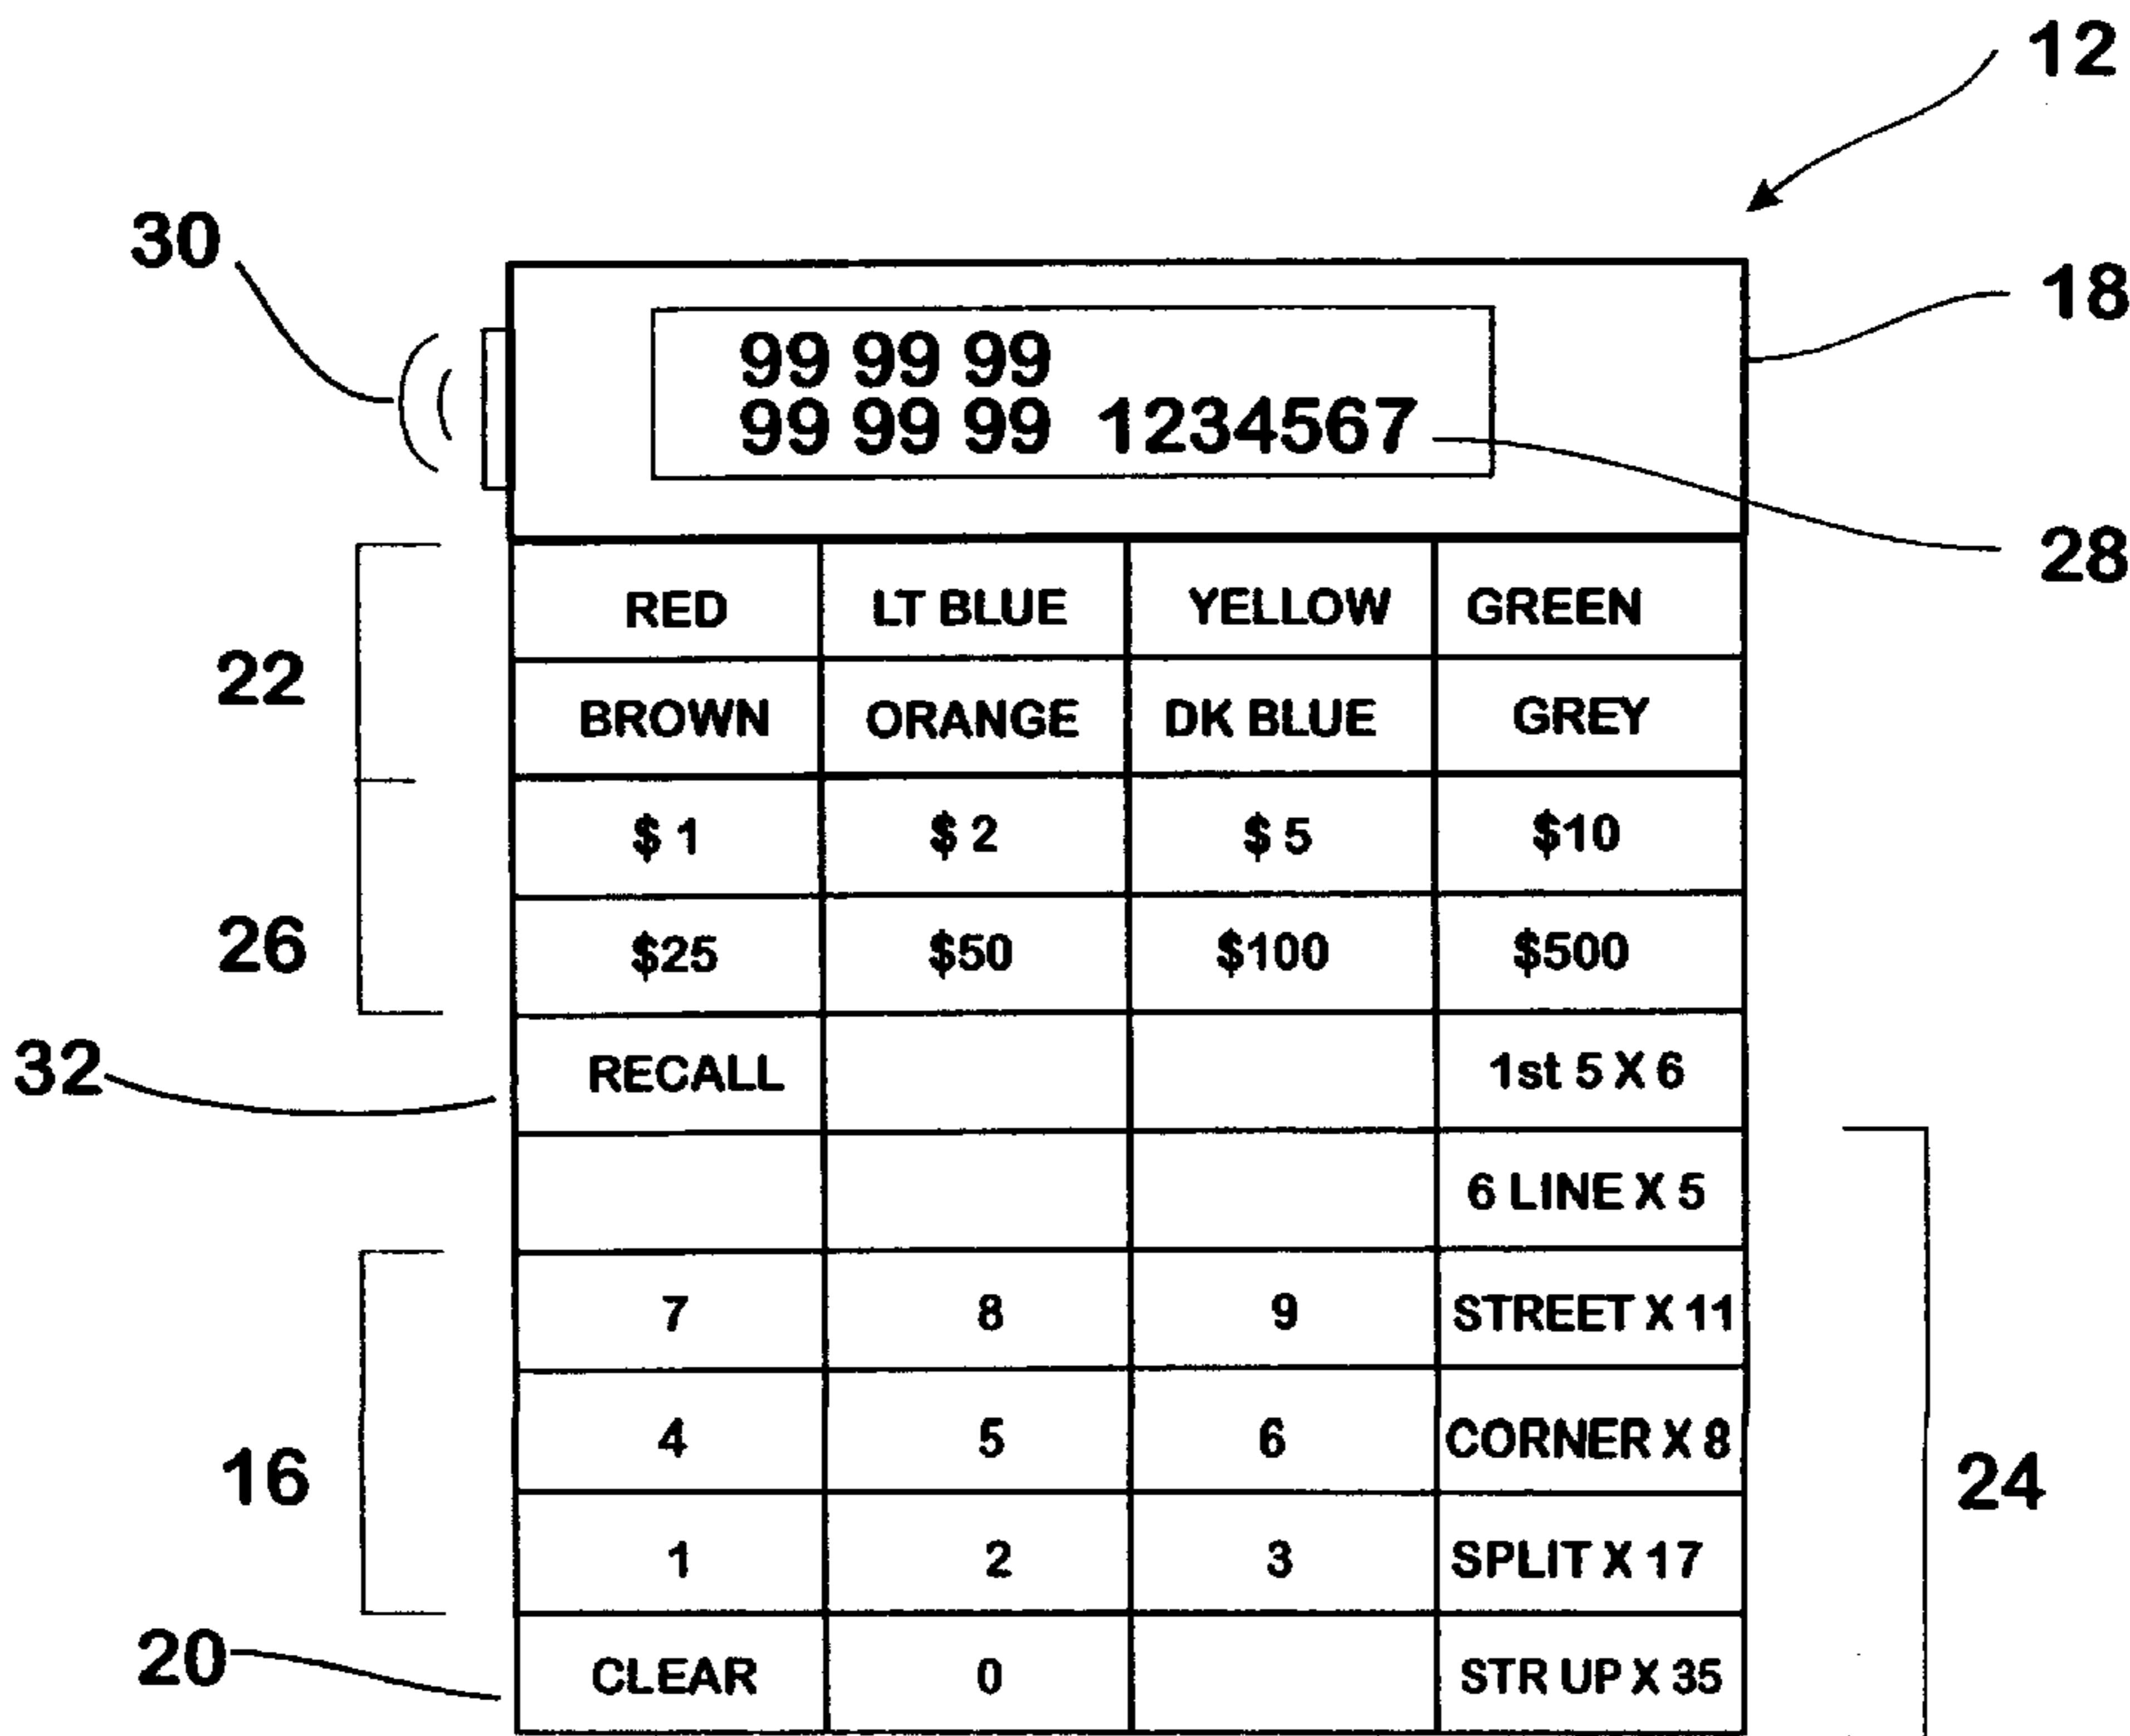 12
30
18
99 99 99
99 99 99 1234567
28
RED LT BLUE YELLOW GREEN
22
BROWN ORANGE DK BLUE GREY
$ 1 $ 2 $ 5 $10
26
$25 $50 $100 $500
32
RECALL 1st 5 X 6
6 LINE X 5
7 8 9 STREET X 11
4 5 6 CORNER X 8
16
24
1 2 3 SPLIT X 17
20
CLEAR 0 STR UP X 35